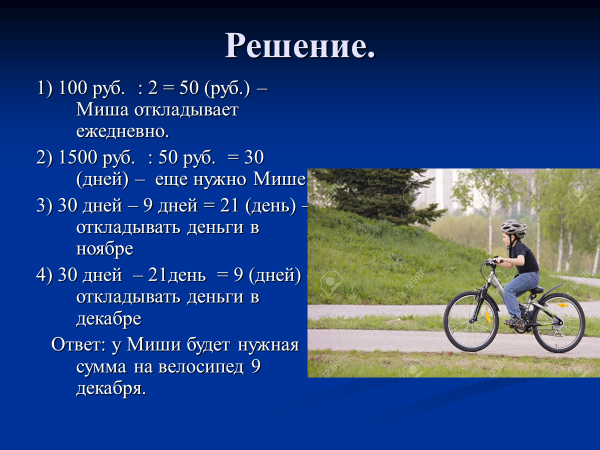 Решение.
1) 100 руб. : 2 = 50 (руб.) –
Миша откладывает
ежедневно.
2) 1500 руб. : 50 руб. = 30
(дней) – еще нужно Мише
3) 30 дней – 9 дней = 21 (день) –
откладывать деньги в
ноябре
4) 30 дней – 21день = 9 (дней)
откладывать деньги в
декабре
Ответ: у Миши будет нужная
сумма на велосипед 9
декабря.